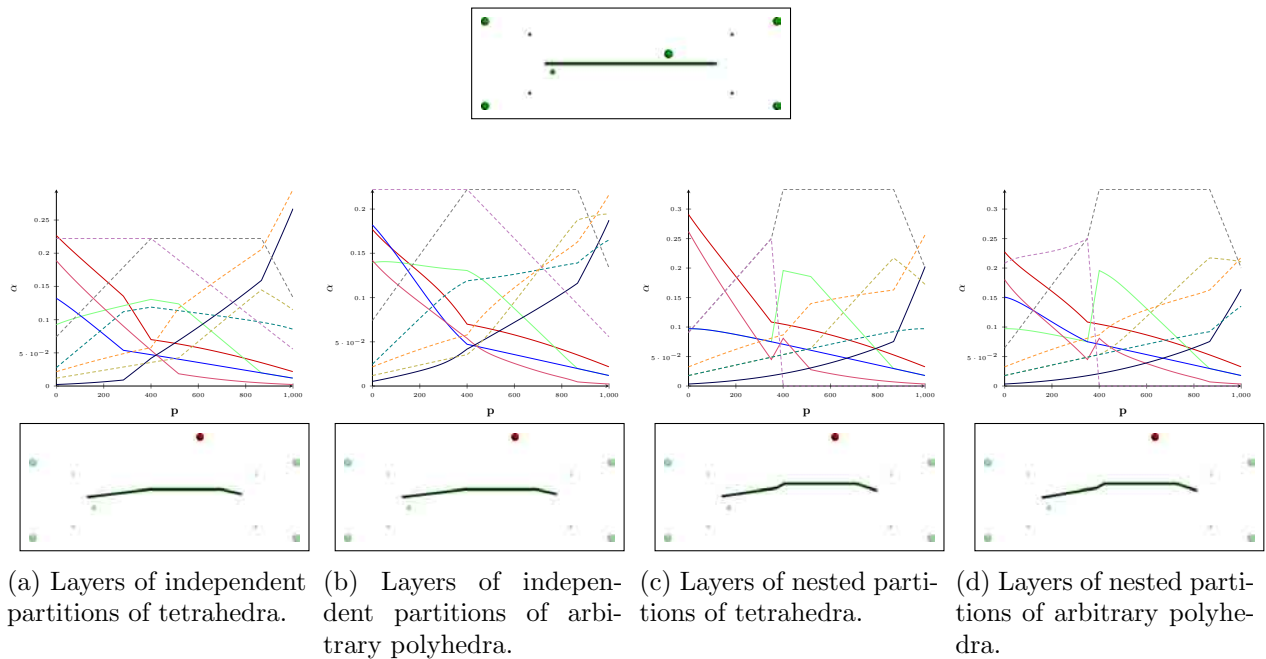 α
0.25
0.2
0.15
0.1
5 · 10⁻²
0
0
200
400
600
800
1,000
p
α
0.2
0.15
0.1
5 · 10⁻²
0
0
200
400
600
800
1,000
p
α
0.3
0.25
0.2
0.15
0.1
5 · 10⁻²
0
0
200
400
600
800
1,000
p
α
0.3
0.25
0.2
0.15
0.1
5 · 10⁻²
0
0
200
400
600
800
1,000
p
(a) Layers of independent
partitions of tetrahedra.
(b) Layers of indepen-
dent partitions of arbi-
trary polyhedra.
(c) Layers of nested parti-
tions of tetrahedra.
(d) Layers of nested parti-
tions of arbitrary polyhe-
dra.